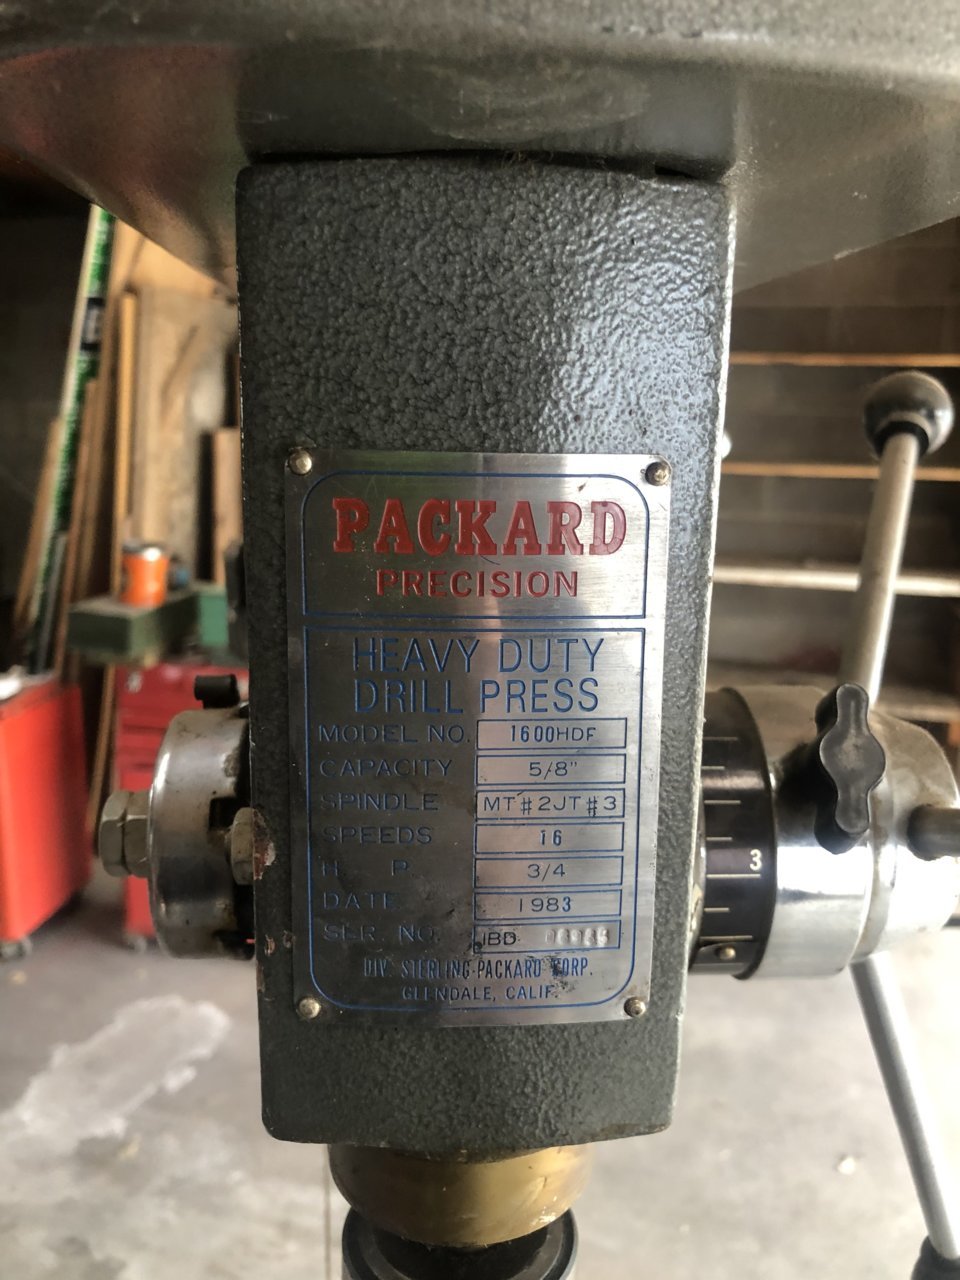 PACKARD
PRECISION
HEAVY DUTY
DRILL PRESS
MODEL NO. 1600HDF
CAPACITY 5/8"
SPINDLE MT#2JT#3
SPEEDS 16
H. P. 3/4
DATE 1983
SER. NO. JBD
DIV. STERLING-PACKARD CORP.
GLENDALE, CALIF.
3